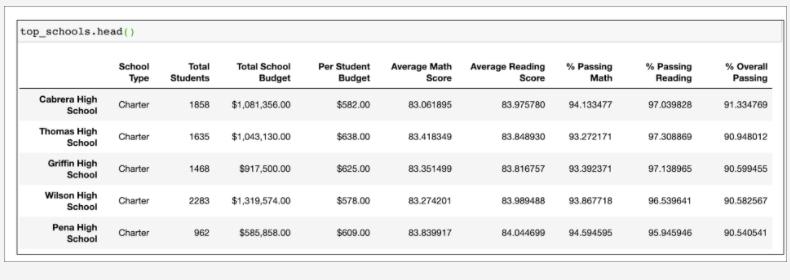 top_schools.head()
School Type Total Students Total School Budget Per Student Budget Average Math Score Average Reading Score % Passing Math % Passing Reading % Overall Passing
Cabrera High School Charter 1858 $1,081,356.00 $582.00 83.061895 83.975780 94.133477 97.039828 91.334769
Thomas High School Charter 1635 $1,043,130.00 $638.00 83.418349 83.848930 93.272171 97.308869 90.948012
Griffin High School Charter 1468 $917,500.00 $625.00 83.351499 83.816757 93.392371 97.138965 90.599455
Wilson High School Charter 2283 $1,319,574.00 $578.00 83.274201 83.989488 93.867718 96.539641 90.582567
Pena High School Charter 962 $585,858.00 $609.00 83.839917 84.044699 94.594595 95.945946 90.540541